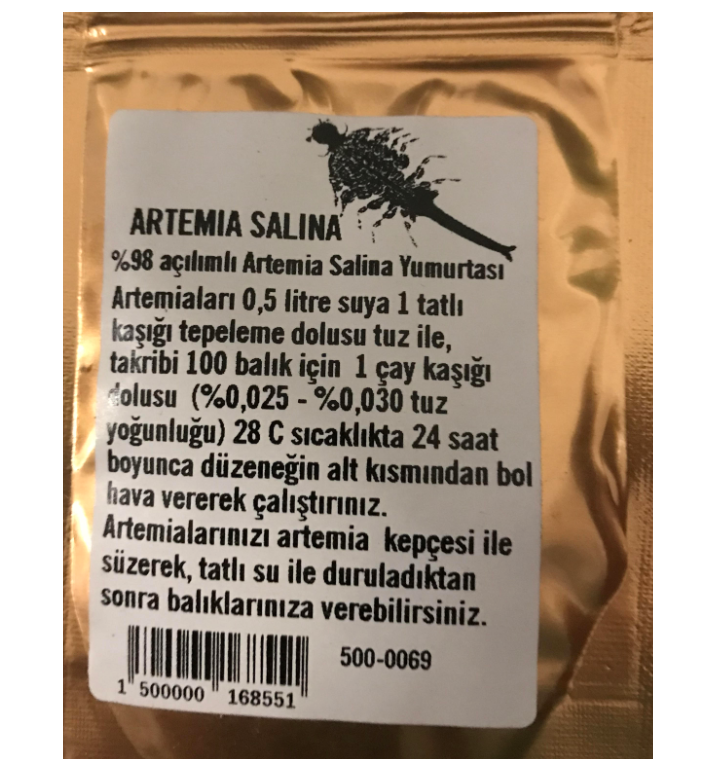 ARTEMIA SALINA
%98 açılımlı Artemia Salina Yumurtası
Artemiaları 0,5 litre suya 1 tatlı
kaşığı tepeleme dolusu tuz ile,
takribi 100 balık için 1 çay kaşığı
dolusu (%0,025 - %0,030 tuz
yoğunluğu) 28 C sıcaklıkta 24 saat
boyunca düzeneğin alt kısmından bol
hava vererek çalıştırınız.
Artemialarınızı artemia kepçesi ile
süzerek, tatlı su ile duruladıktan
sonra balıklarınıza verebilirsiniz.
500-0069
1 500000 168551